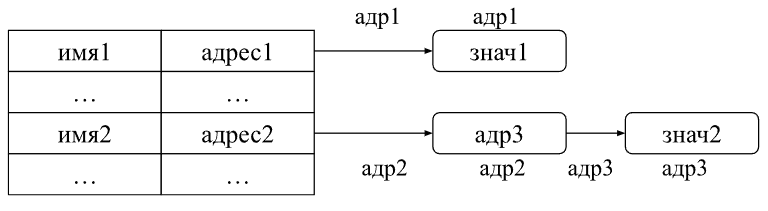 адр1 адр1
имя1 адрес1 знач1
… …
имя2 адрес2 адр3 знач2
адр2 адр2 адр3 адр3
… …